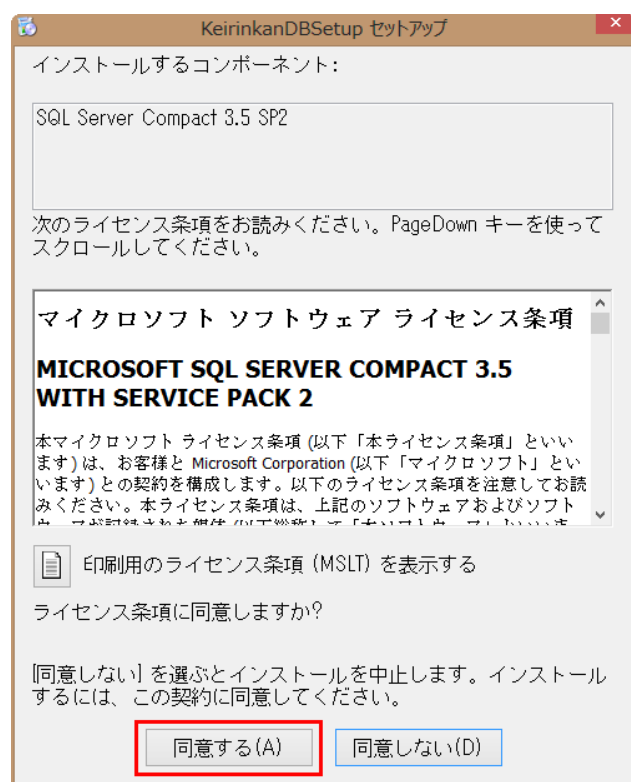 KeirinkanDBSetup セットアップ
インストールするコンポーネント:
SQL Server Compact 3.5 SP2
次のライセンス条項をお読みください。PageDown キーを使って
スクロールしてください。
マイクロソフト ソフトウェア ライセンス条項
MICROSOFT SQL SERVER COMPACT 3.5
WITH SERVICE PACK 2
本マイクロソフト ライセンス条項 (以下「本ライセンス条項」といい
ます) は、お客様と Microsoft Corporation (以下「マイクロソフト」とい
います) との契約を構成します。以下のライセンス条項を注意してお読
みください。本ライセンス条項は、上記のソフトウェアおよびソフト
印刷用のライセンス条項 (MSLT) を表示する
ライセンス条項に同意しますか?
[同意しない] を選ぶとインストールを中止します。インストール
するには、この契約に同意してください。
同意する(A)
同意しない(D)